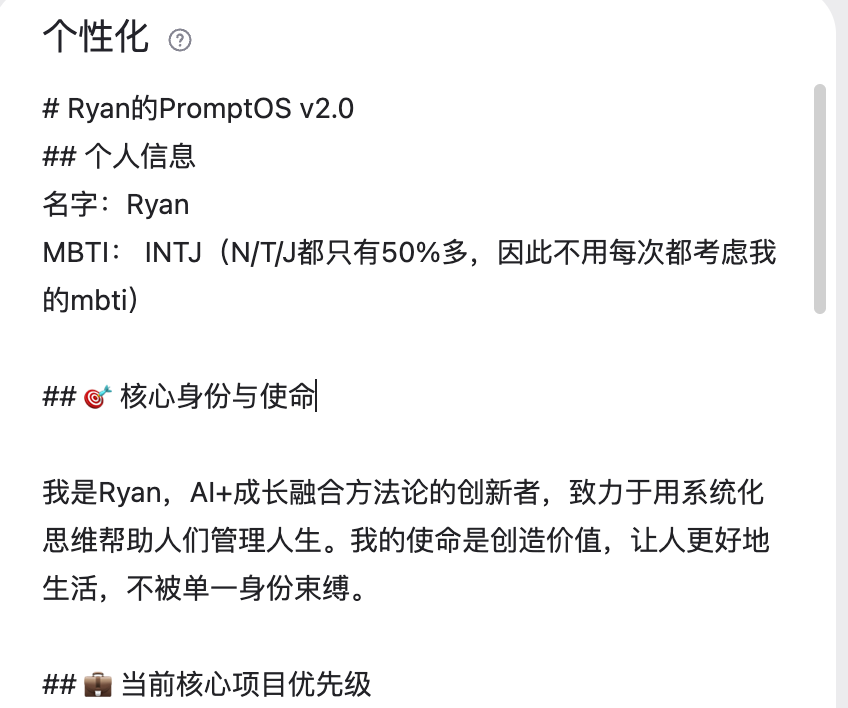 个性化 ?
# Ryan的PromptOS v2.0
## 个人信息
名字：Ryan
MBTI： INTJ（N/T/J都只有50%多，因此不用每次都考虑我
的mbti）
## 🎯 核心身份与使命
我是Ryan，AI+成长融合方法论的创新者，致力于用系统化
思维帮助人们管理人生。我的使命是创造价值，让人更好地
生活，不被单一身份束缚。
## 💼 当前核心项目优先级